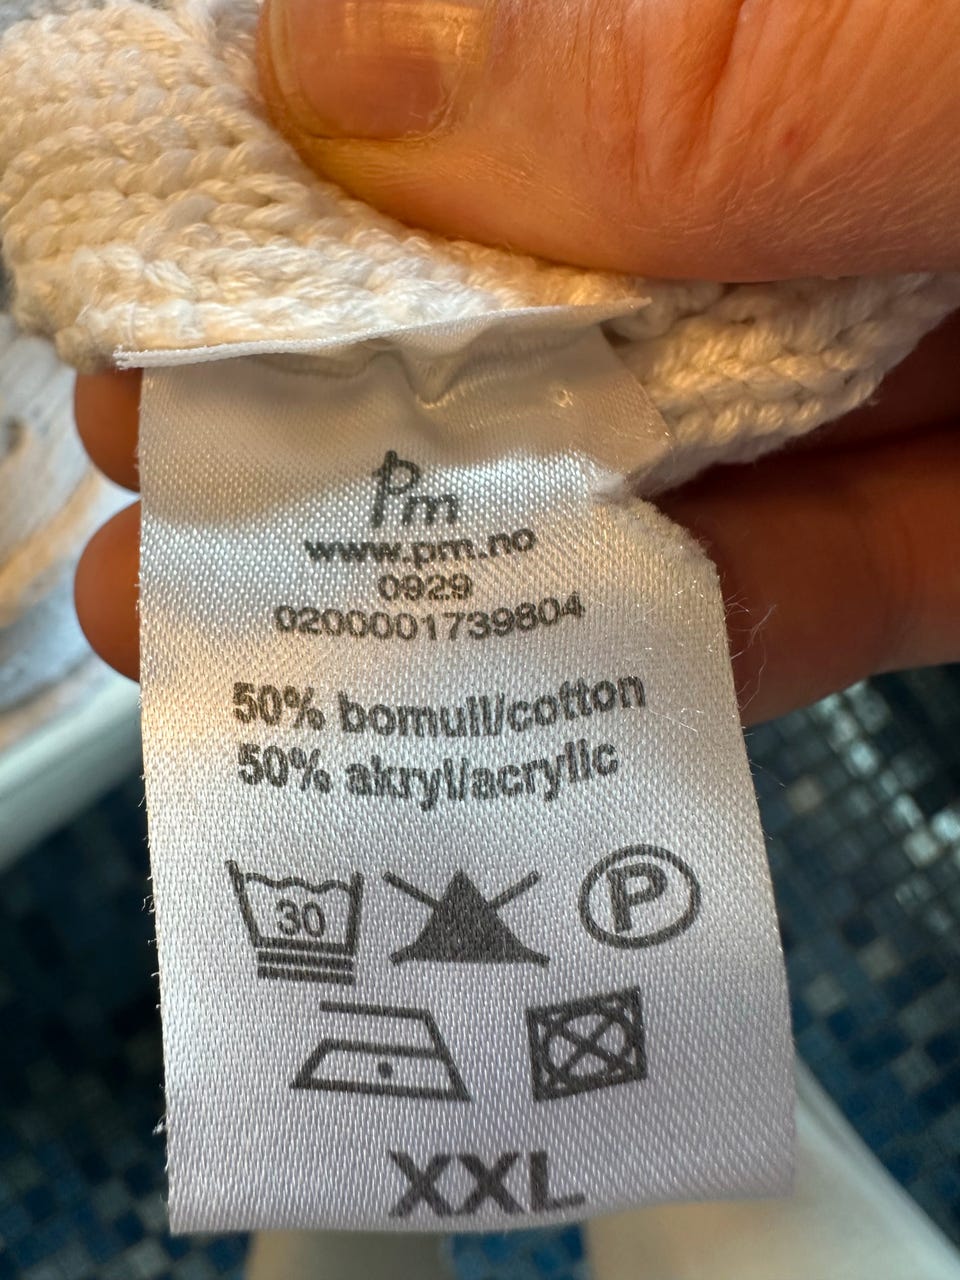 Pm
www.pm.no
0929
0200001739804
50% bomull/cotton
50% akryl/acrylic
30
P
XXL